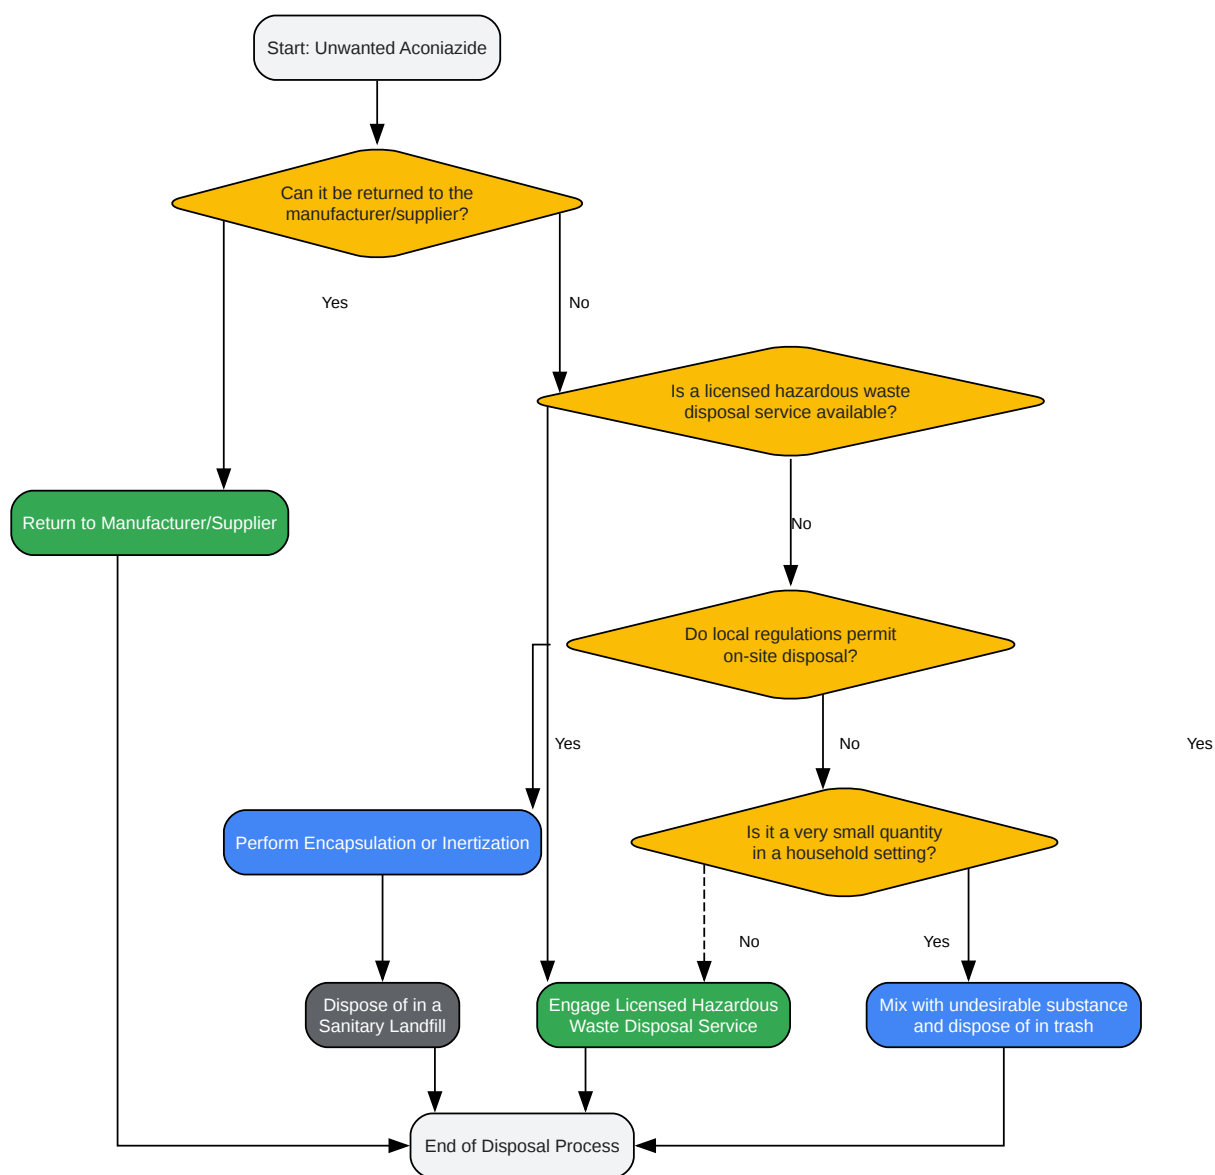 Start: Unwanted Aconiazide
Can it be returned to the
manufacturer/supplier?
Yes
No
Is a licensed hazardous waste
disposal service available?
Return to Manufacturer/Supplier
No
Do local regulations permit
on-site disposal?
Yes
No
Yes
Perform Encapsulation or Inertization
Is it a very small quantity
in a household setting?
No
Yes
Dispose of in a
Sanitary Landfill
Engage Licensed Hazardous
Waste Disposal Service
Mix with undesirable substance
and dispose of in trash
End of Disposal Process